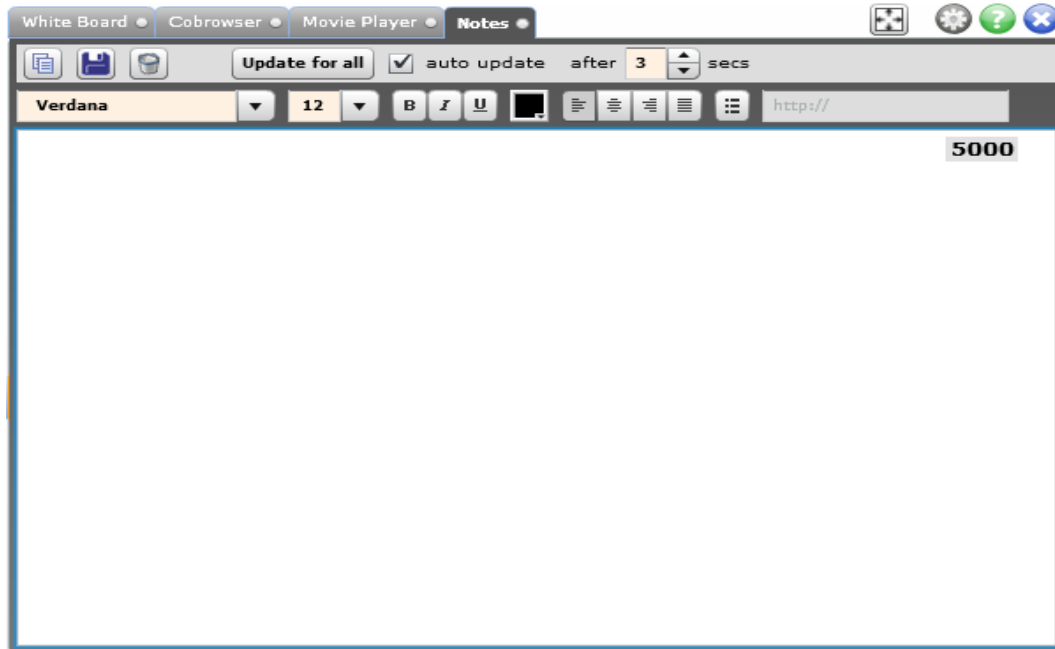 White Board Cobrowser Movie Player Notes
Update for all auto update after 3 secs
Verdana 12 B I U http://
5000